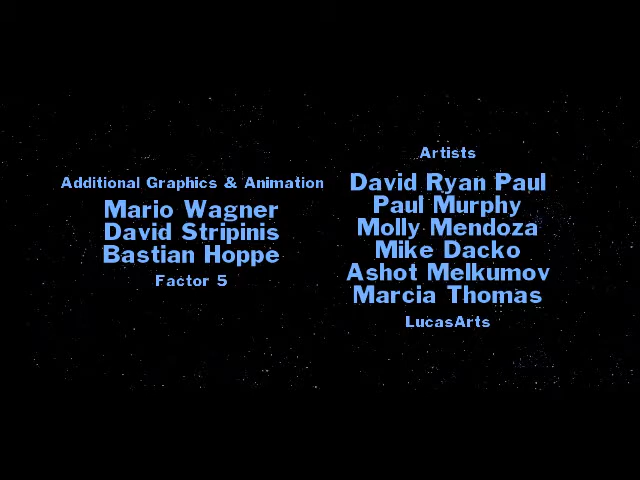 Additional Graphics & Animation
Mario Wagner
David Stripinis
Bastian Hoppe
Factor 5
Artists
David Ryan Paul
Paul Murphy
Molly Mendoza
Mike Dacko
Ashot Melkumov
Marcia Thomas
LucasArts